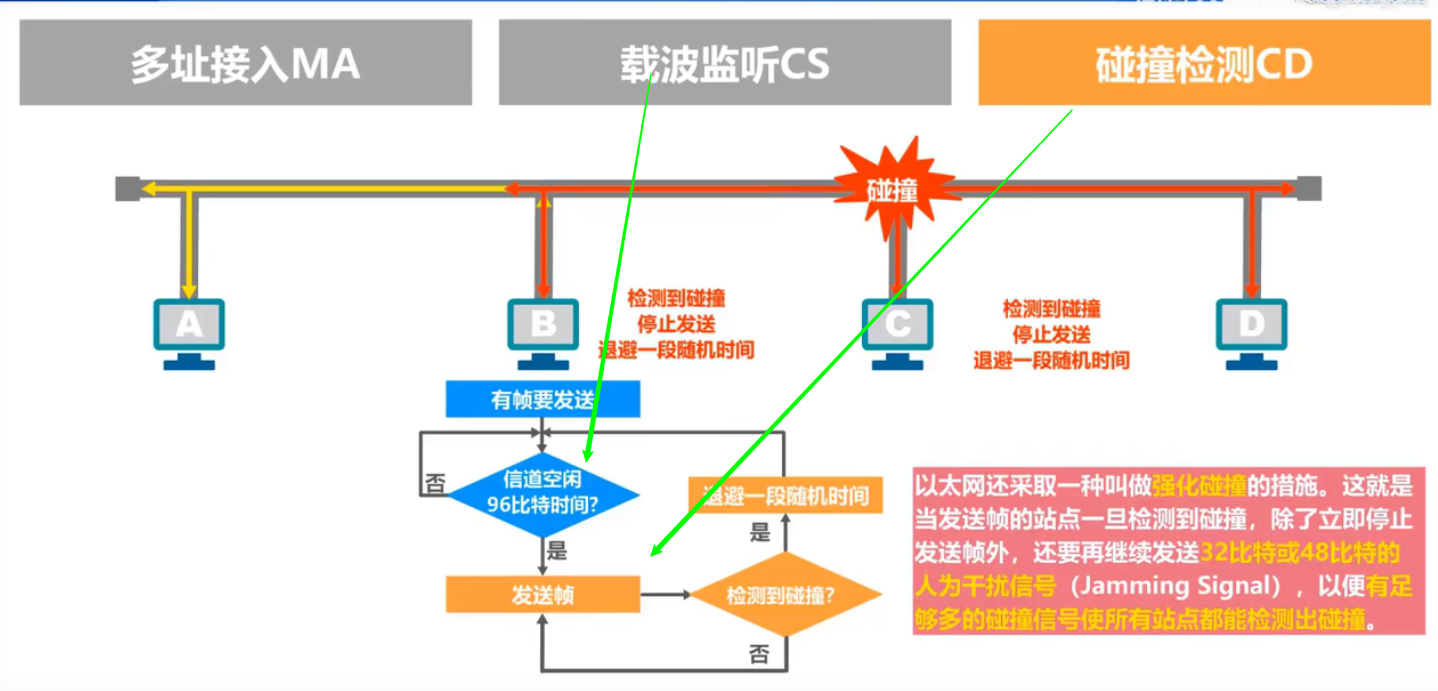 多址接入MA
载波监听CS
碰撞检测CD
碰撞
A
B
C
D
检测到碰撞
停止发送
退避一段随机时间
检测到碰撞
停止发送
退避一段随机时间
有帧要发送
信道空闲
96比特时间?
否
是
发送帧
检测到碰撞?
是
退避一段随机时间
否
以太网还采取一种叫做强化碰撞的措施。这就是
当发送帧的站点一旦检测到碰撞，除了立即停止
发送帧外，还要再继续发送32比特或48比特的
人为干扰信号（Jamming Signal），以便有足
够多的碰撞信号使所有站点都能检测出碰撞。